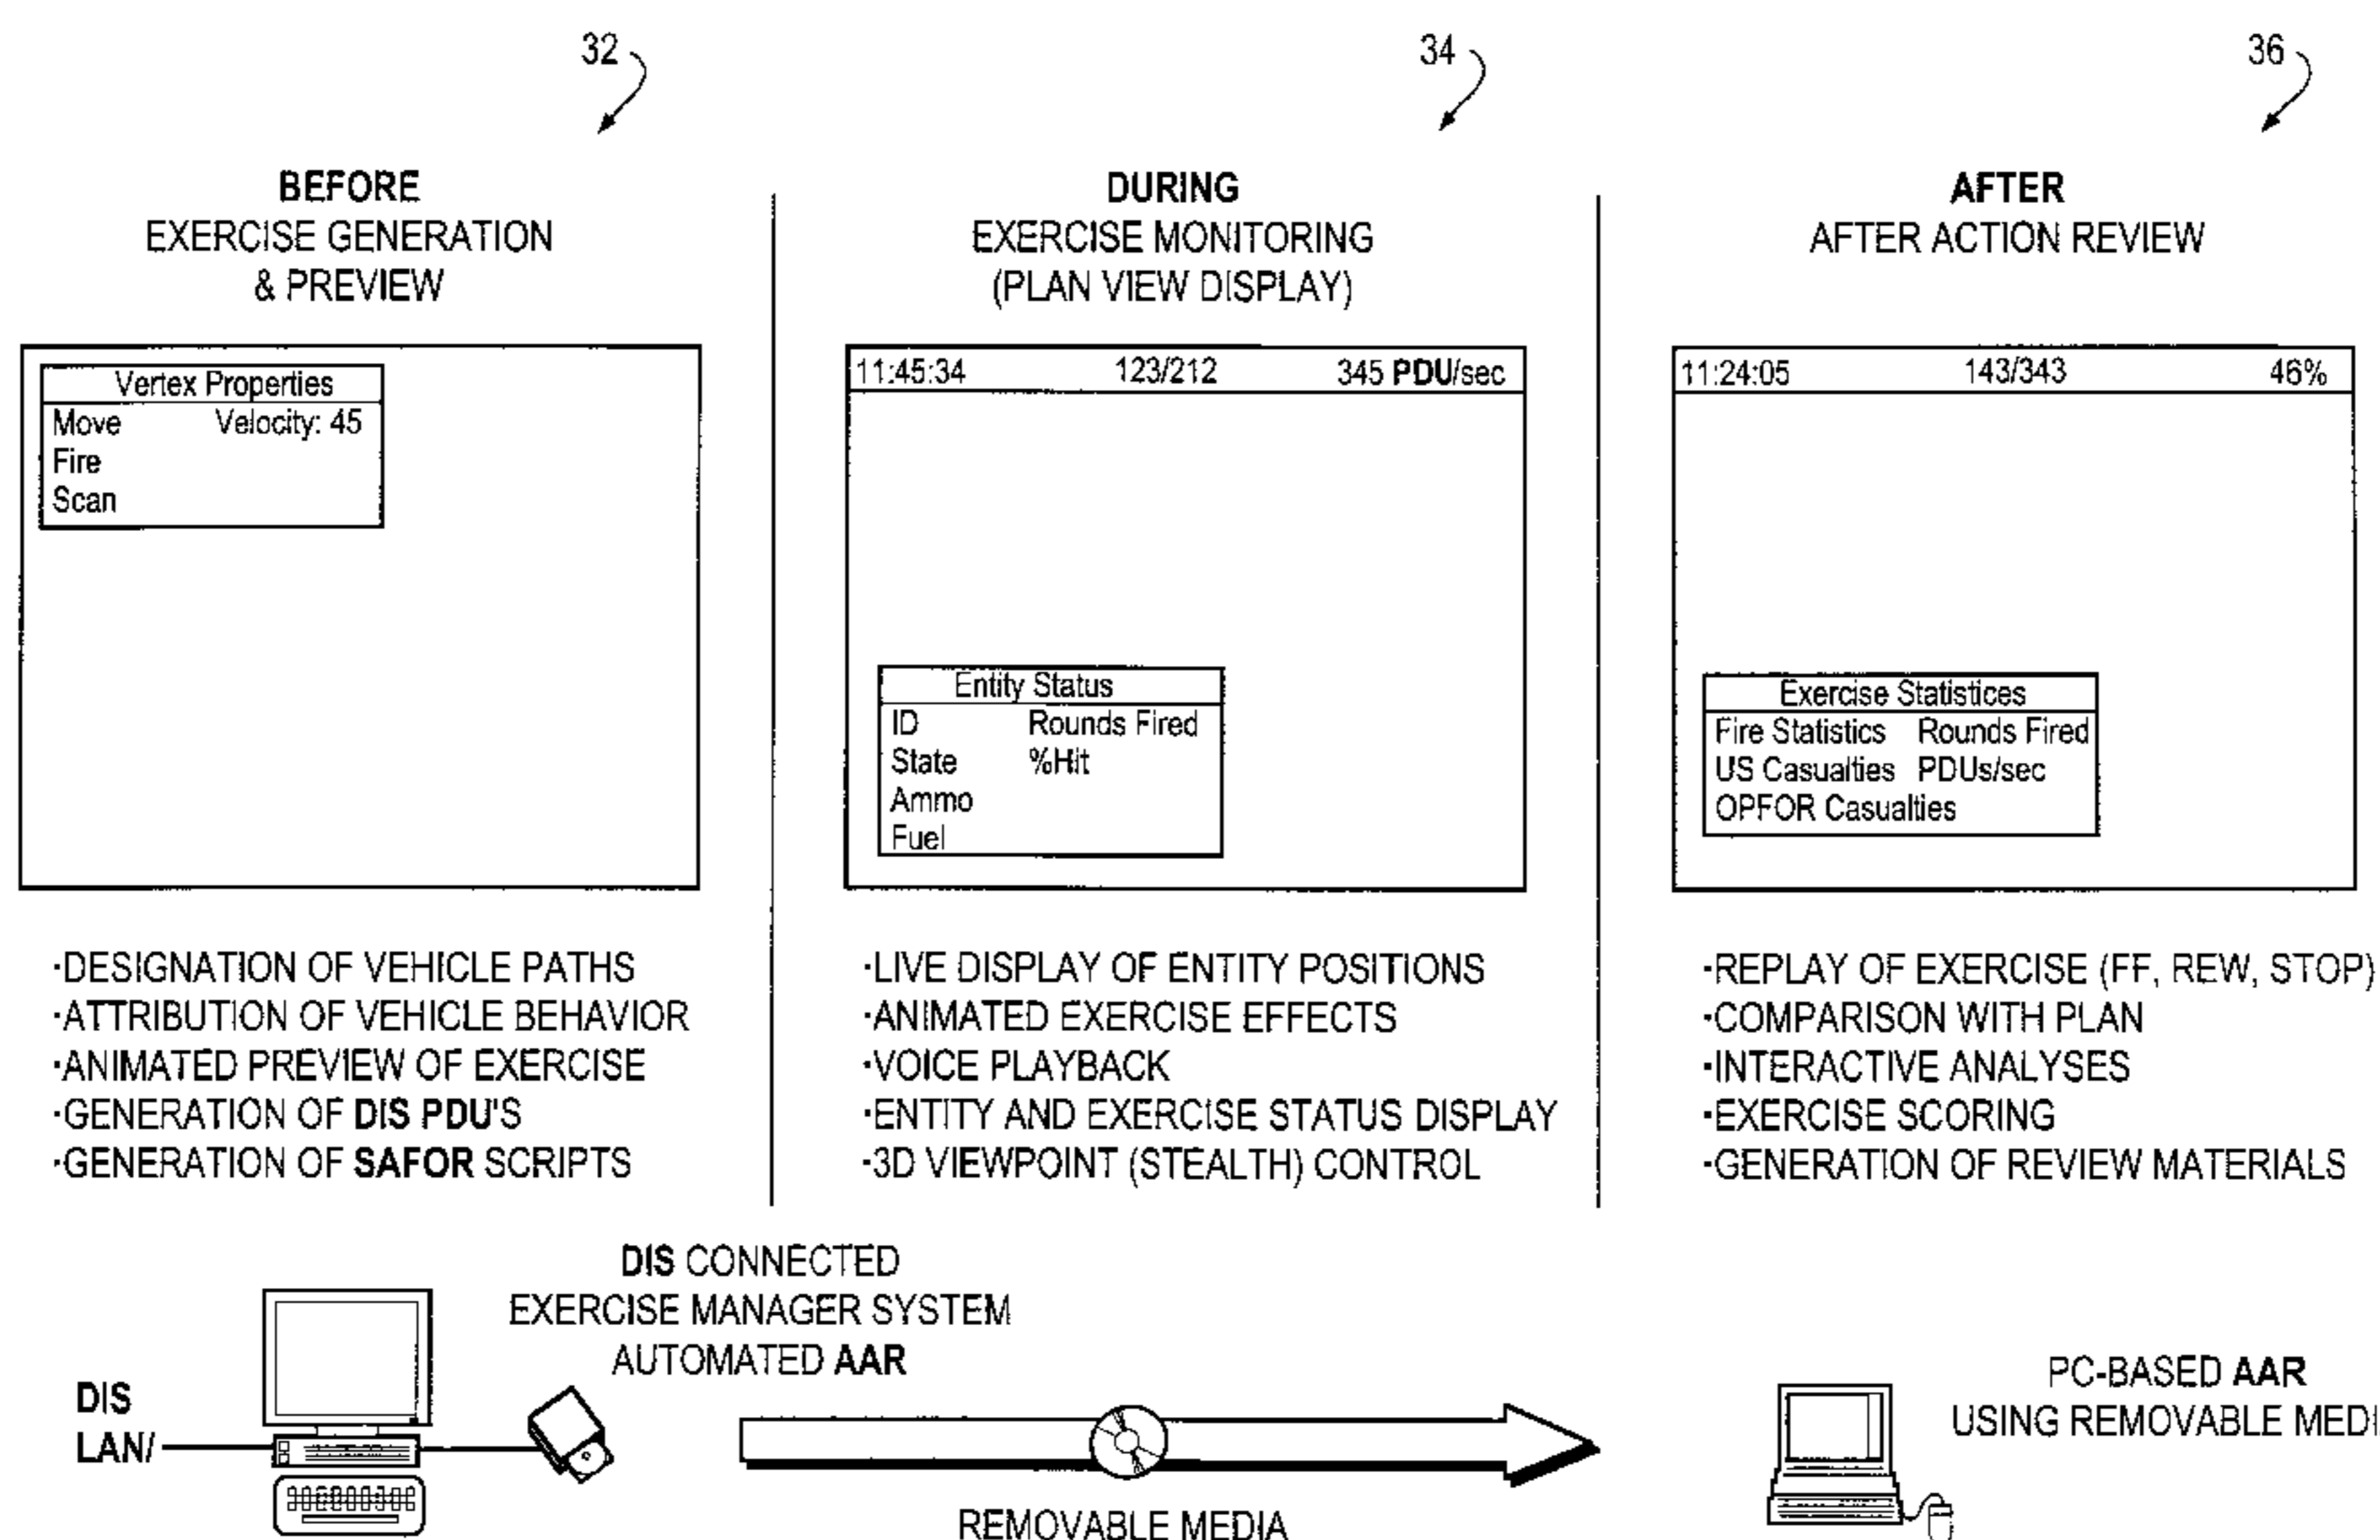 32
34
36
BEFORE
EXERCISE GENERATION
& PREVIEW
Vertex Properties
Move Velocity: 45
Fire
Scan
·DESIGNATION OF VEHICLE PATHS
·ATTRIBUTION OF VEHICLE BEHAVIOR
·ANIMATED PREVIEW OF EXERCISE
·GENERATION OF DIS PDU'S
·GENERATION OF SAFOR SCRIPTS
DURING
EXERCISE MONITORING
(PLAN VIEW DISPLAY)
11:45:34 123/212 345 PDU/sec
Entity Status
ID Rounds Fired
State %Hit
Ammo
Fuel
·LIVE DISPLAY OF ENTITY POSITIONS
·ANIMATED EXERCISE EFFECTS
·VOICE PLAYBACK
·ENTITY AND EXERCISE STATUS DISPLAY
·3D VIEWPOINT (STEALTH) CONTROL
AFTER
AFTER ACTION REVIEW
11:24:05 143/343 46%
Exercise Statistices
Fire Statistics Rounds Fired
US Casualties PDUs/sec
OPFOR Casualties
·REPLAY OF EXERCISE (FF, REW, STOP)
·COMPARISON WITH PLAN
·INTERACTIVE ANALYSES
·EXERCISE SCORING
·GENERATION OF REVIEW MATERIALS
DIS
LAN/
DIS CONNECTED
EXERCISE MANAGER SYSTEM
AUTOMATED AAR
REMOVABLE MEDIA
PC-BASED AAR
USING REMOVABLE MEDI